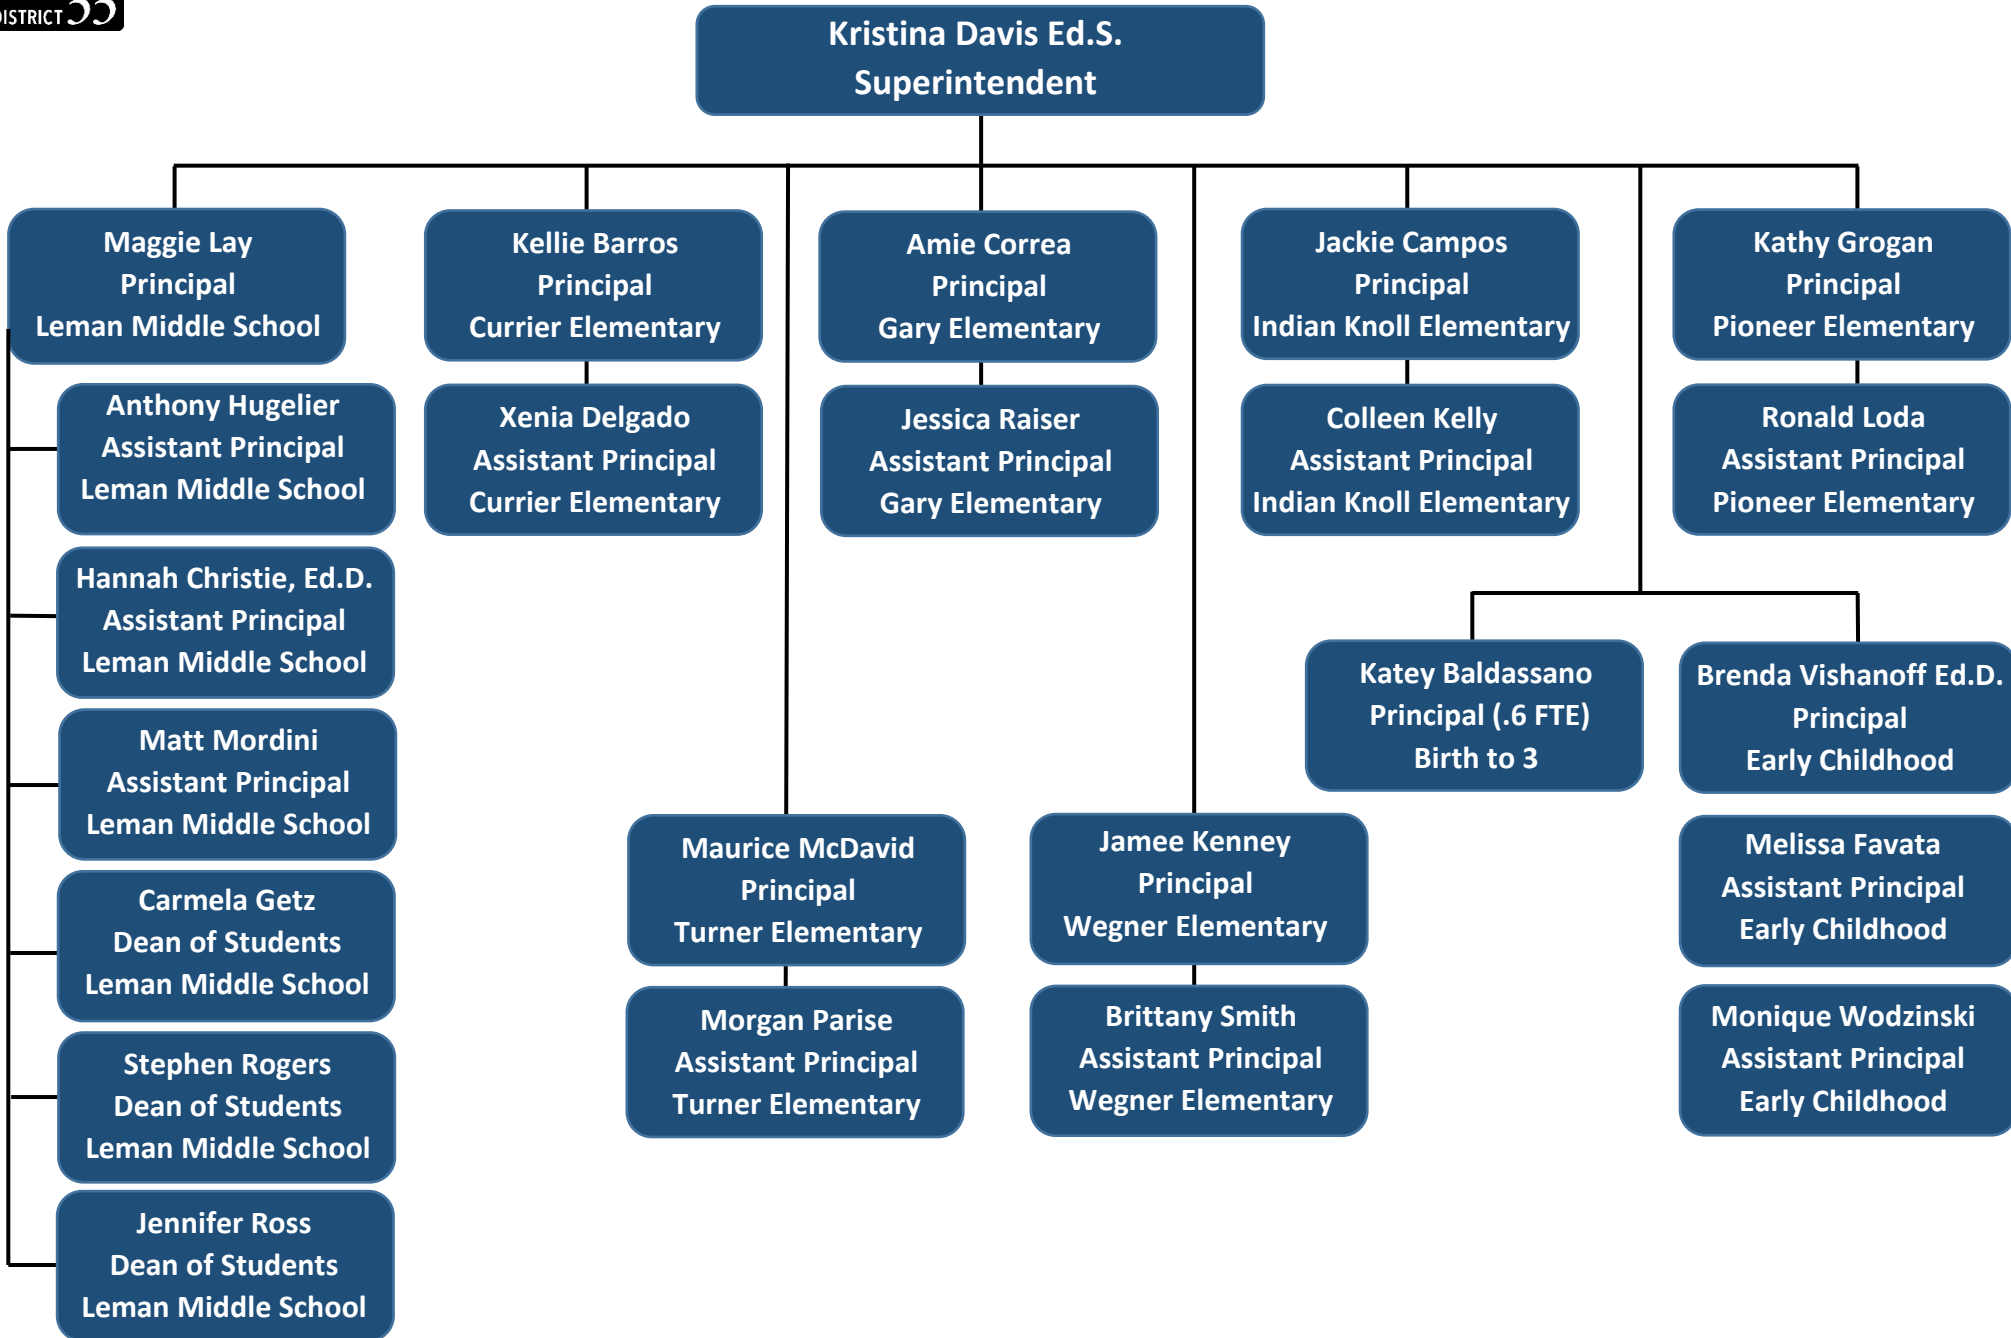 DISTRICT 33
Kristina Davis Ed.S.
Superintendent
Maggie Lay
Principal
Leman Middle School
Kellie Barros
Principal
Currier Elementary
Amie Correa
Principal
Gary Elementary
Jackie Campos
Principal
Indian Knoll Elementary
Kathy Grogan
Principal
Pioneer Elementary
Anthony Hugelier
Assistant Principal
Leman Middle School
Xenia Delgado
Assistant Principal
Currier Elementary
Jessica Raiser
Assistant Principal
Gary Elementary
Colleen Kelly
Assistant Principal
Indian Knoll Elementary
Ronald Loda
Assistant Principal
Pioneer Elementary
Hannah Christie, Ed.D.
Assistant Principal
Leman Middle School
Katey Baldassano
Principal (.6 FTE)
Birth to 3
Brenda Vishanoff Ed.D.
Principal
Early Childhood
Matt Mordini
Assistant Principal
Leman Middle School
Maurice McDavid
Principal
Turner Elementary
Jamee Kenney
Principal
Wegner Elementary
Melissa Favata
Assistant Principal
Early Childhood
Carmela Getz
Dean of Students
Leman Middle School
Morgan Parise
Assistant Principal
Turner Elementary
Brittany Smith
Assistant Principal
Wegner Elementary
Monique Wodzinski
Assistant Principal
Early Childhood
Stephen Rogers
Dean of Students
Leman Middle School
Jennifer Ross
Dean of Students
Leman Middle School